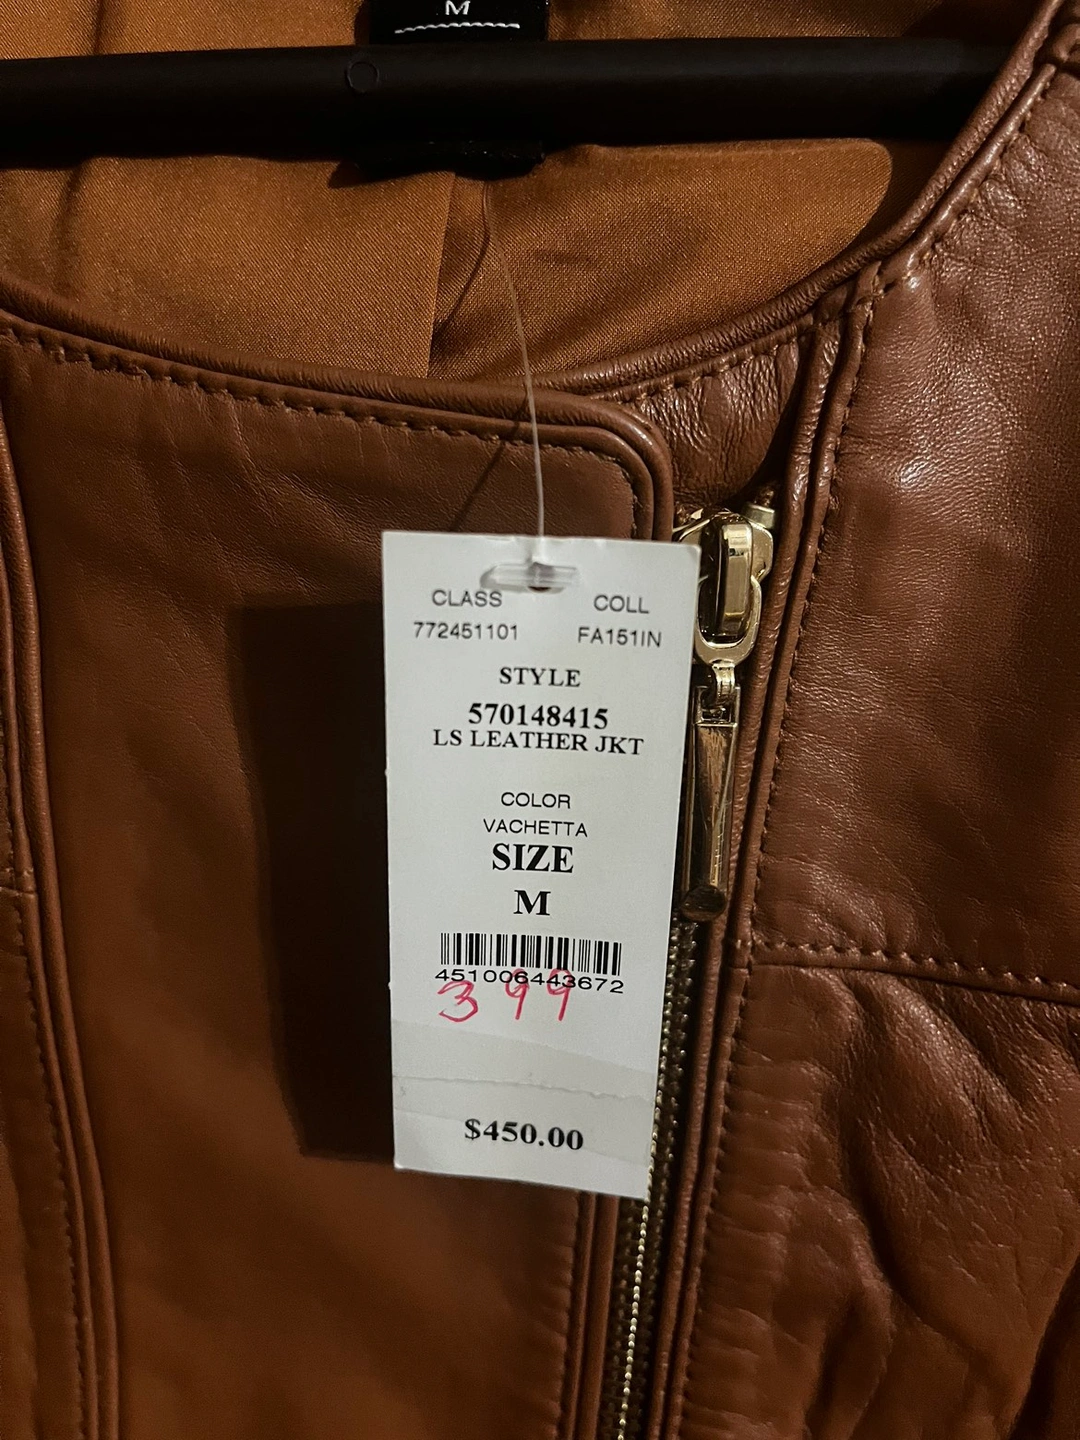 M
CLASS COLL
772451101 FA151IN
STYLE
570148415
LS LEATHER JKT
COLOR
VACHETTA
SIZE
M
451006443672
399
$450.00